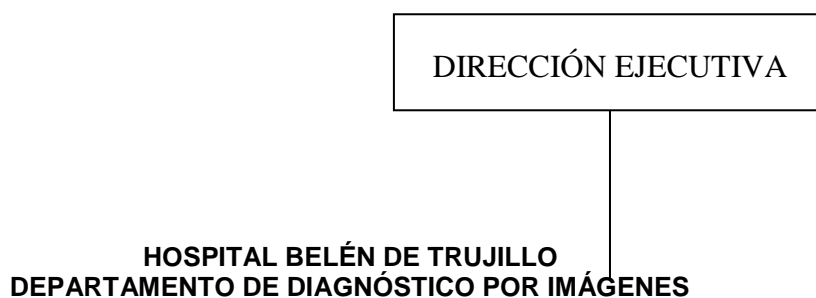 DIRECCIÓN EJECUTIVA
HOSPITAL BELÉN DE TRUJILLO
DEPARTAMENTO DE DIAGNÓSTICO POR IMÁGENES